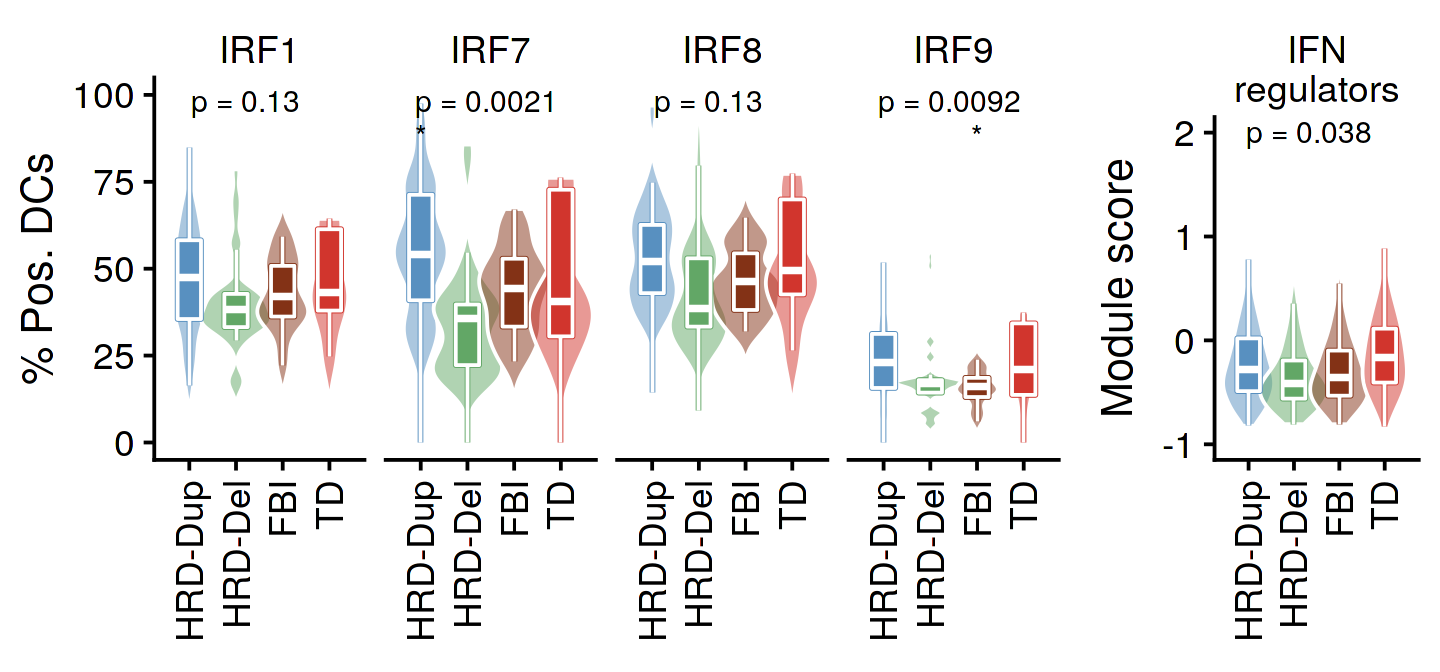 IRF1
IRF7
IRF8
IRF9
IFN
regulators
p = 0.13
p = 0.0021
p = 0.13
p = 0.0092
p = 0.038
*
*
% Pos. DCs
100
75
50
25
0
Module score
2
1
0
-1
HRD-Dup
HRD-Del
FBI
TD
HRD-Dup
HRD-Del
FBI
TD
HRD-Dup
HRD-Del
FBI
TD
HRD-Dup
HRD-Del
FBI
TD
HRD-Dup
HRD-Del
FBI
TD